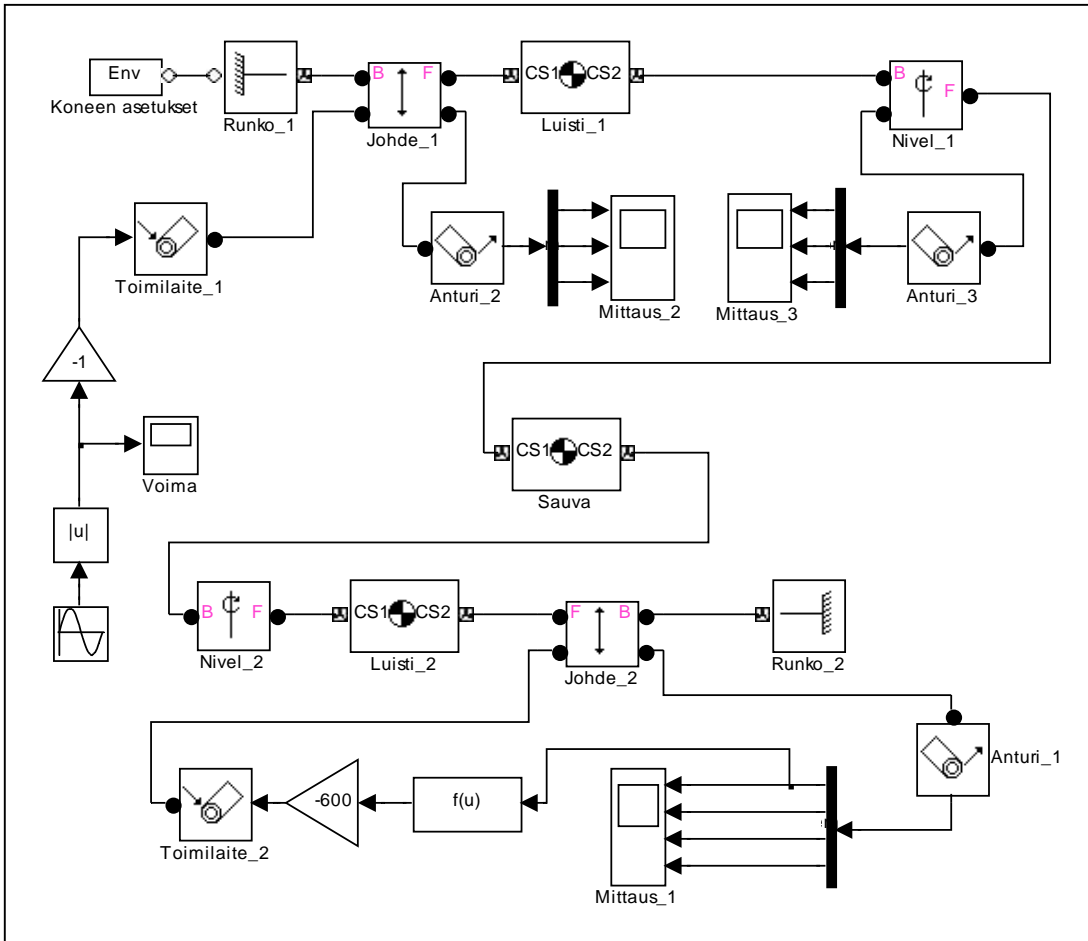 Env
Koneen asetukset
Runko_1
B F
Johde_1
CS1 CS2
Luisti_1
B F
Nivel_1
Toimilaite_1
Anturi_2
Mittaus_2
Mittaus_3
Anturi_3
-1
Voima
CS1 CS2
Sauva
|u|
B F
Nivel_2
CS1 CS2
Luisti_2
F B
Johde_2
Runko_2
Anturi_1
Toimilaite_2
-600
f(u)
Mittaus_1